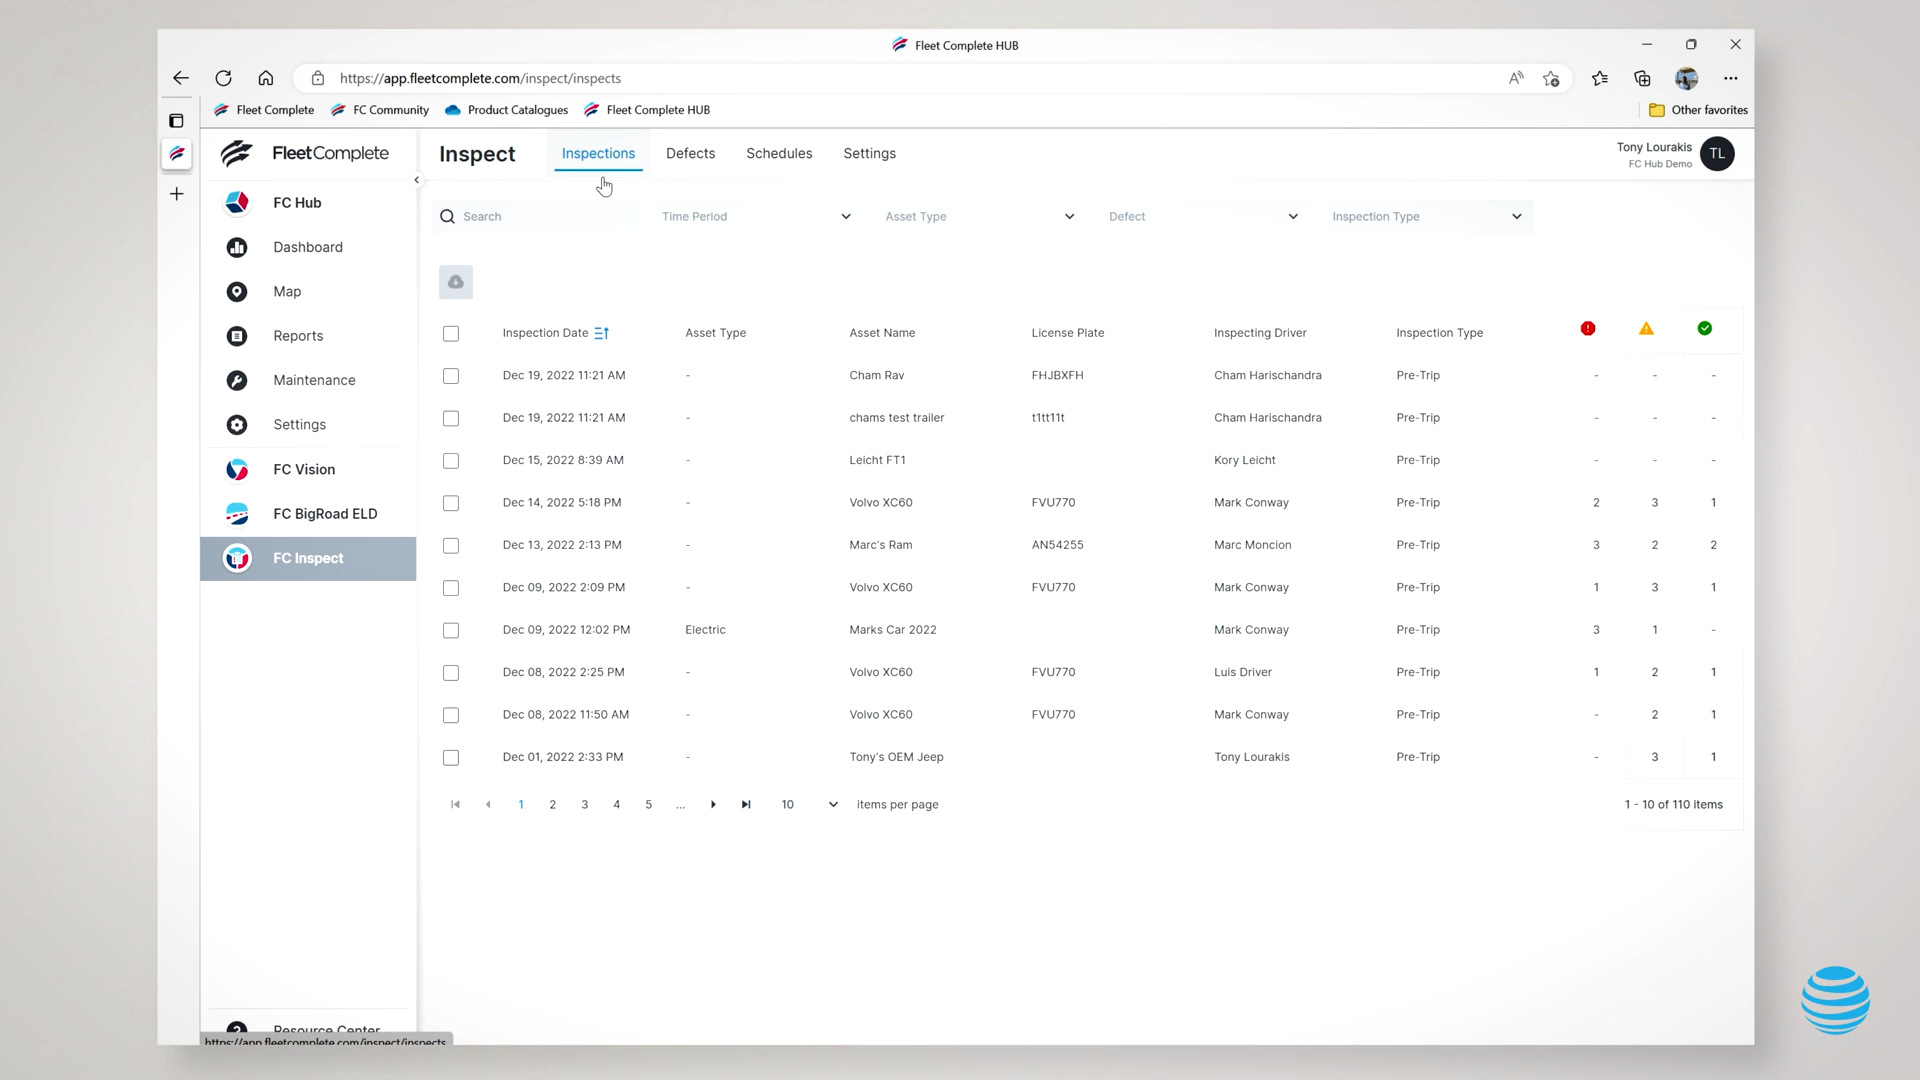 Fleet Complete HUB
https://app.fleetcomplete.com/inspect/inspects
Fleet Complete FC Community Product Catalogues Fleet Complete HUB Other favorites
FleetComplete
Inspect Inspections Defects Schedules Settings
Tony Lourakis
FC Hub Demo
TL
FC Hub
Dashboard
Map
Reports
Maintenance
Settings
FC Vision
FC BigRoad ELD
FC Inspect
Resource Center
https://app.fleetcomplete.com/inspect/inspects
Search Time Period Asset Type Defect Inspection Type
Inspection Date Asset Type Asset Name License Plate Inspecting Driver Inspection Type
Dec 19, 2022 11:21 AM - Cham Rav FHJBXFH Cham Harischandra Pre-Trip - - -
Dec 19, 2022 11:21 AM - chams test trailer t1tt11t Cham Harischandra Pre-Trip - - -
Dec 15, 2022 8:39 AM - Leicht FT1 Kory Leicht Pre-Trip - - -
Dec 14, 2022 5:18 PM - Volvo XC60 FVU770 Mark Conway Pre-Trip 2 3 1
Dec 13, 2022 2:13 PM - Marc's Ram AN54255 Marc Moncion Pre-Trip 3 2 2
Dec 09, 2022 2:09 PM - Volvo XC60 FVU770 Mark Conway Pre-Trip 1 3 1
Dec 09, 2022 12:02 PM Electric Marks Car 2022 Mark Conway Pre-Trip 3 1 -
Dec 08, 2022 2:25 PM - Volvo XC60 FVU770 Luis Driver Pre-Trip 1 2 1
Dec 08, 2022 11:50 AM - Volvo XC60 FVU770 Mark Conway Pre-Trip - 2 1
Dec 01, 2022 2:33 PM - Tony's OEM Jeep Tony Lourakis Pre-Trip - 3 1
1 2 3 4 5 ... 10 items per page 1 - 10 of 110 items